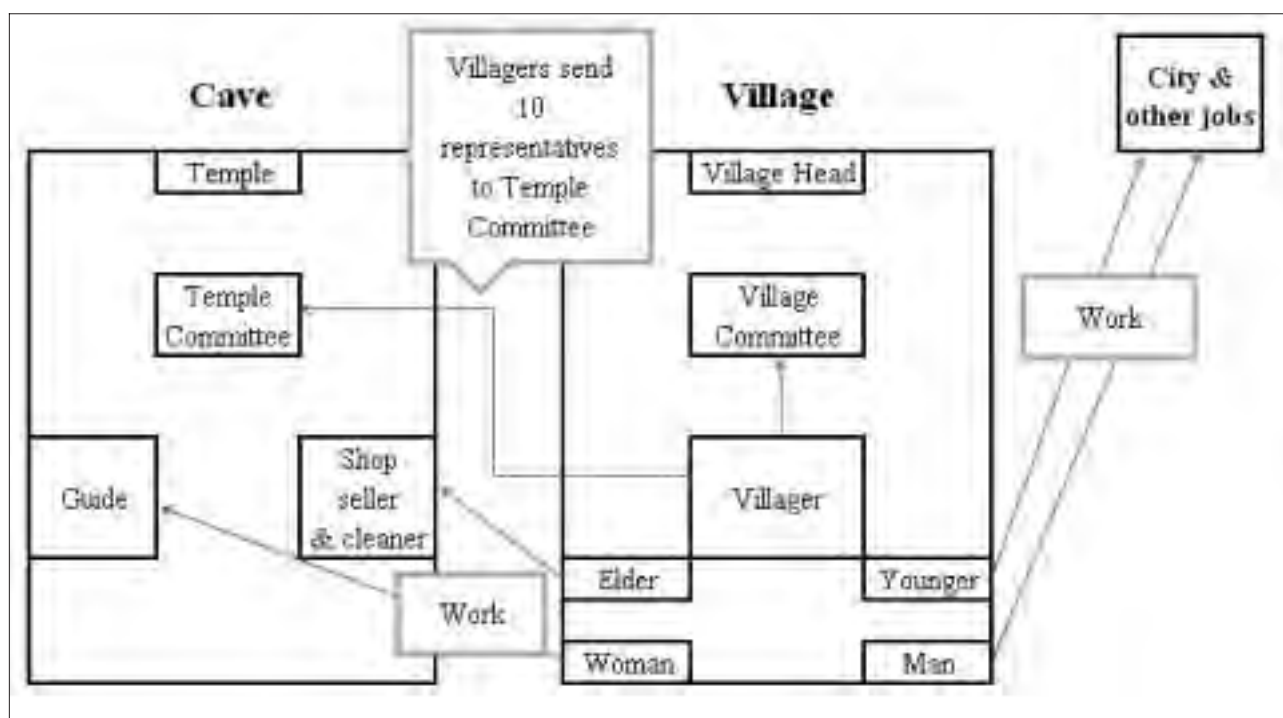 Cave
Villagers send
10
representatives
to Temple
Committee
Village
City &
other jobs
Temple
Village Head
Temple
Committee
Village
Committee
Work
Guide
Shop
seller
& cleaner
Villager
Elder
Younger
Work
Woman
Man